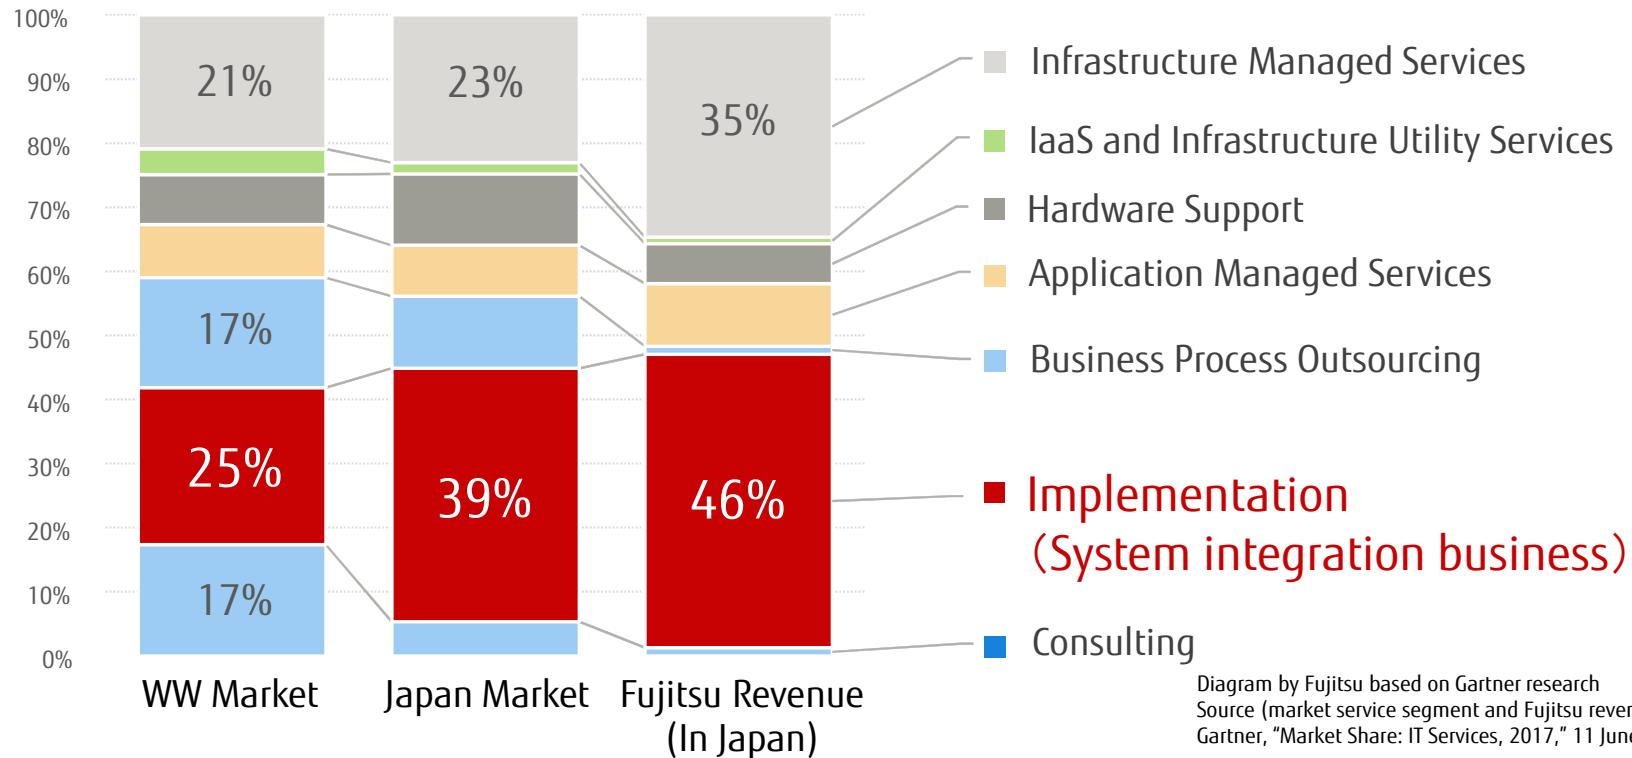 100%
90%
80%
70%
60%
50%
40%
30%
20%
10%
0%
21%
17%
25%
17%
23%
39%
35%
46%
WW Market
Japan Market
Fujitsu Revenue
(In Japan)
Infrastructure Managed Services
IaaS and Infrastructure Utility Services
Hardware Support
Application Managed Services
Business Process Outsourcing
Implementation
（System integration business）
Consulting
Diagram by Fujitsu based on Gartner research
Source (market service segment and Fujitsu
Gartner, “Market Share: IT Services, 2017,” 11 June